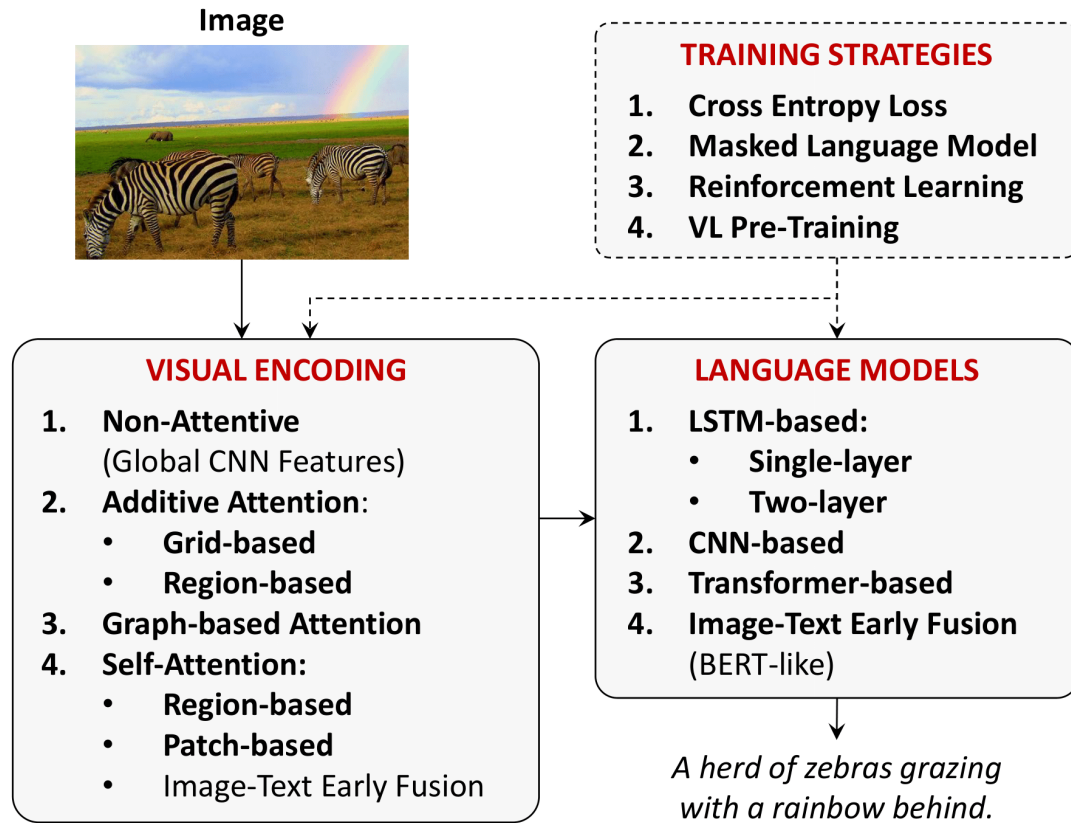 Image
TRAINING STRATEGIES
1. Cross Entropy Loss
2. Masked Language Model
3. Reinforcement Learning
4. VL Pre-Training
VISUAL ENCODING
1. Non-Attentive
(Global CNN Features)
2. Additive Attention:
• Grid-based
• Region-based
3. Graph-based Attention
4. Self-Attention:
• Region-based
• Patch-based
• Image-Text Early Fusion
LANGUAGE MODELS
1. LSTM-based:
• Single-layer
• Two-layer
2. CNN-based
3. Transformer-based
4. Image-Text Early Fusion
(BERT-like)
A herd of zebras grazing
with a rainbow behind.